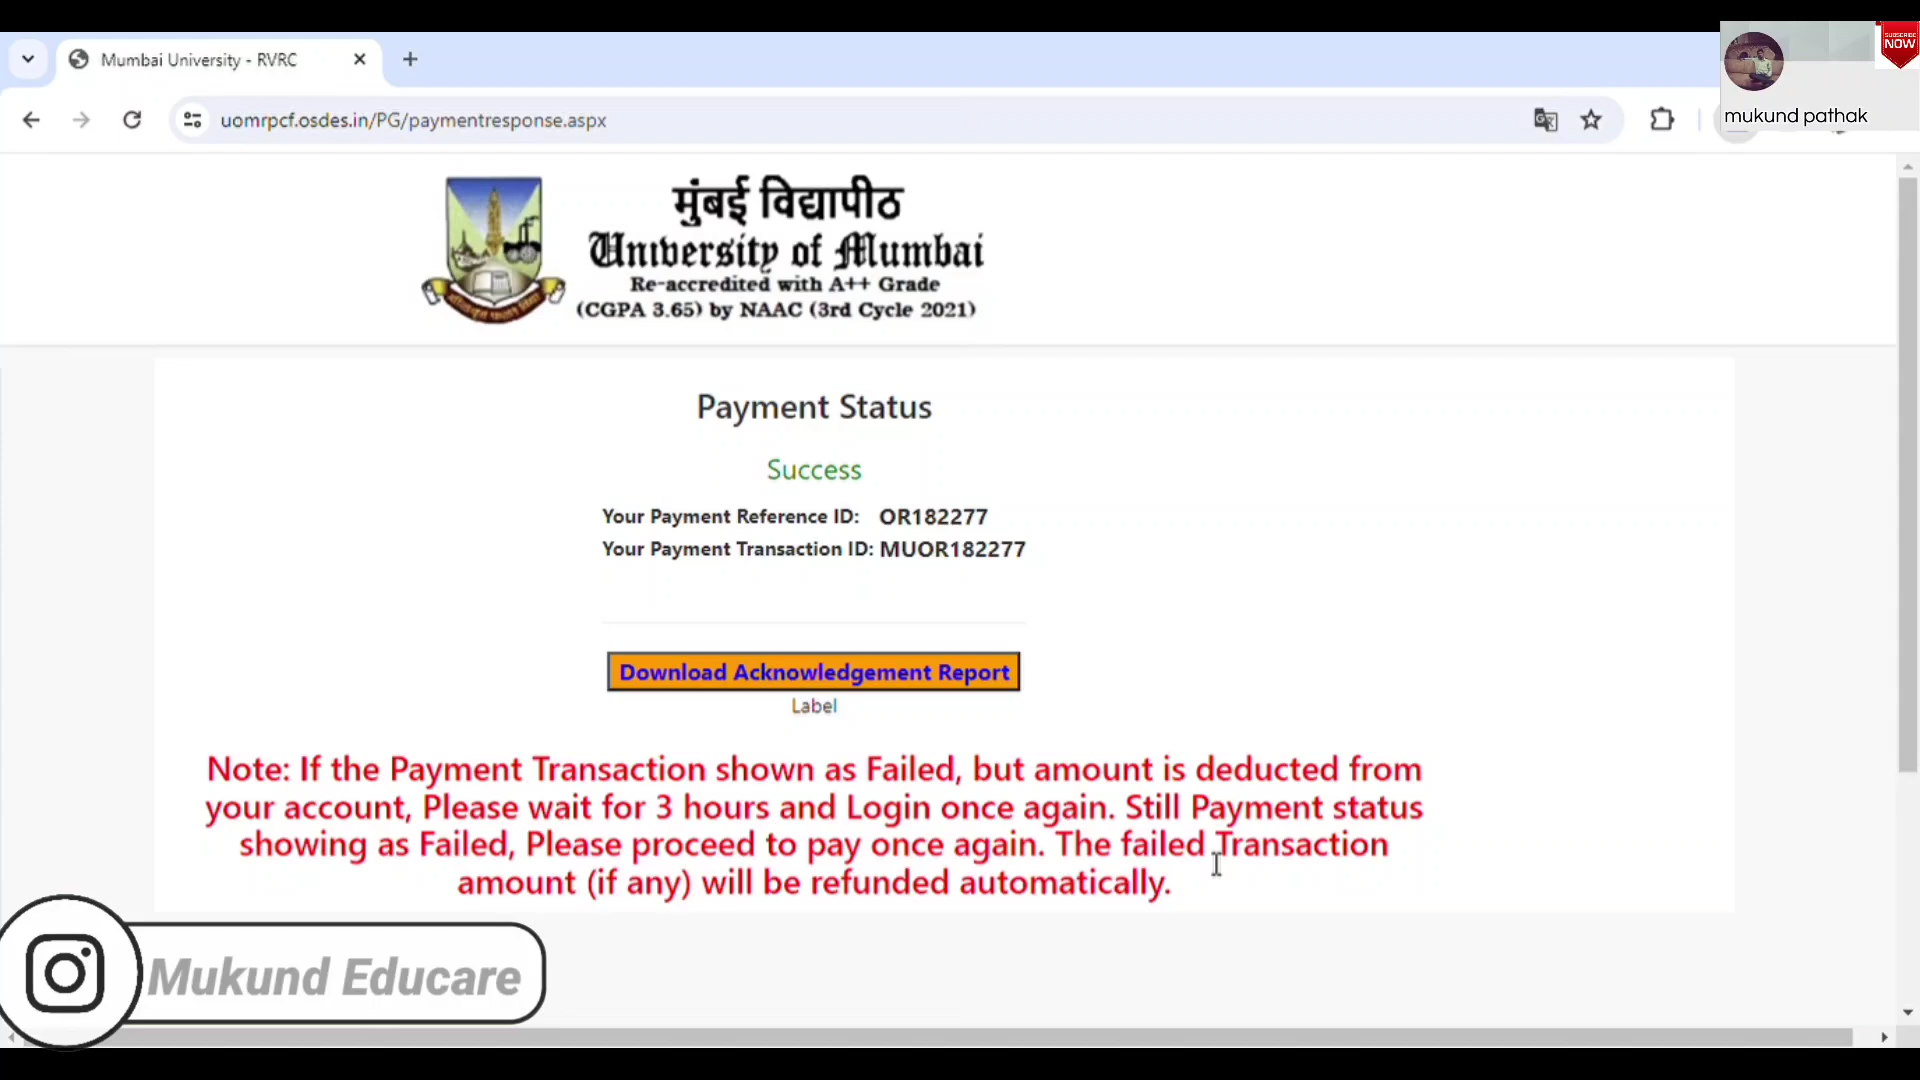 Mumbai University - RVRC
SUBSCRIBE
NOW
uomrpcf.osdes.in/PG/paymentresponse.aspx
mukund pathak
मुंबई विद्यापीठ
University of Mumbai
Re-accredited with A++ Grade
(CGPA 3.65) by NAAC (3rd Cycle 2021)
Payment Status
Success
Your Payment Reference ID: OR182277
Your Payment Transaction ID: MUOR182277
Download Acknowledgement Report
Label
Note: If the Payment Transaction shown as Failed, but amount is deducted from
your account, Please wait for 3 hours and Login once again. Still Payment status
showing as Failed, Please proceed to pay once again. The failed Transaction
amount (if any) will be refunded automatically.
Mukund Educare